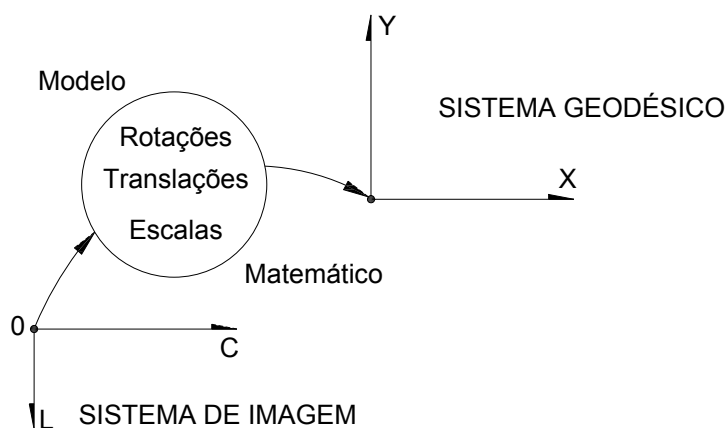 Y
Modelo
SISTEMA GEODÉSICO
Rotações
Translações
X
Escalas
Matemático
0
C
L
SISTEMA DE IMAGEM